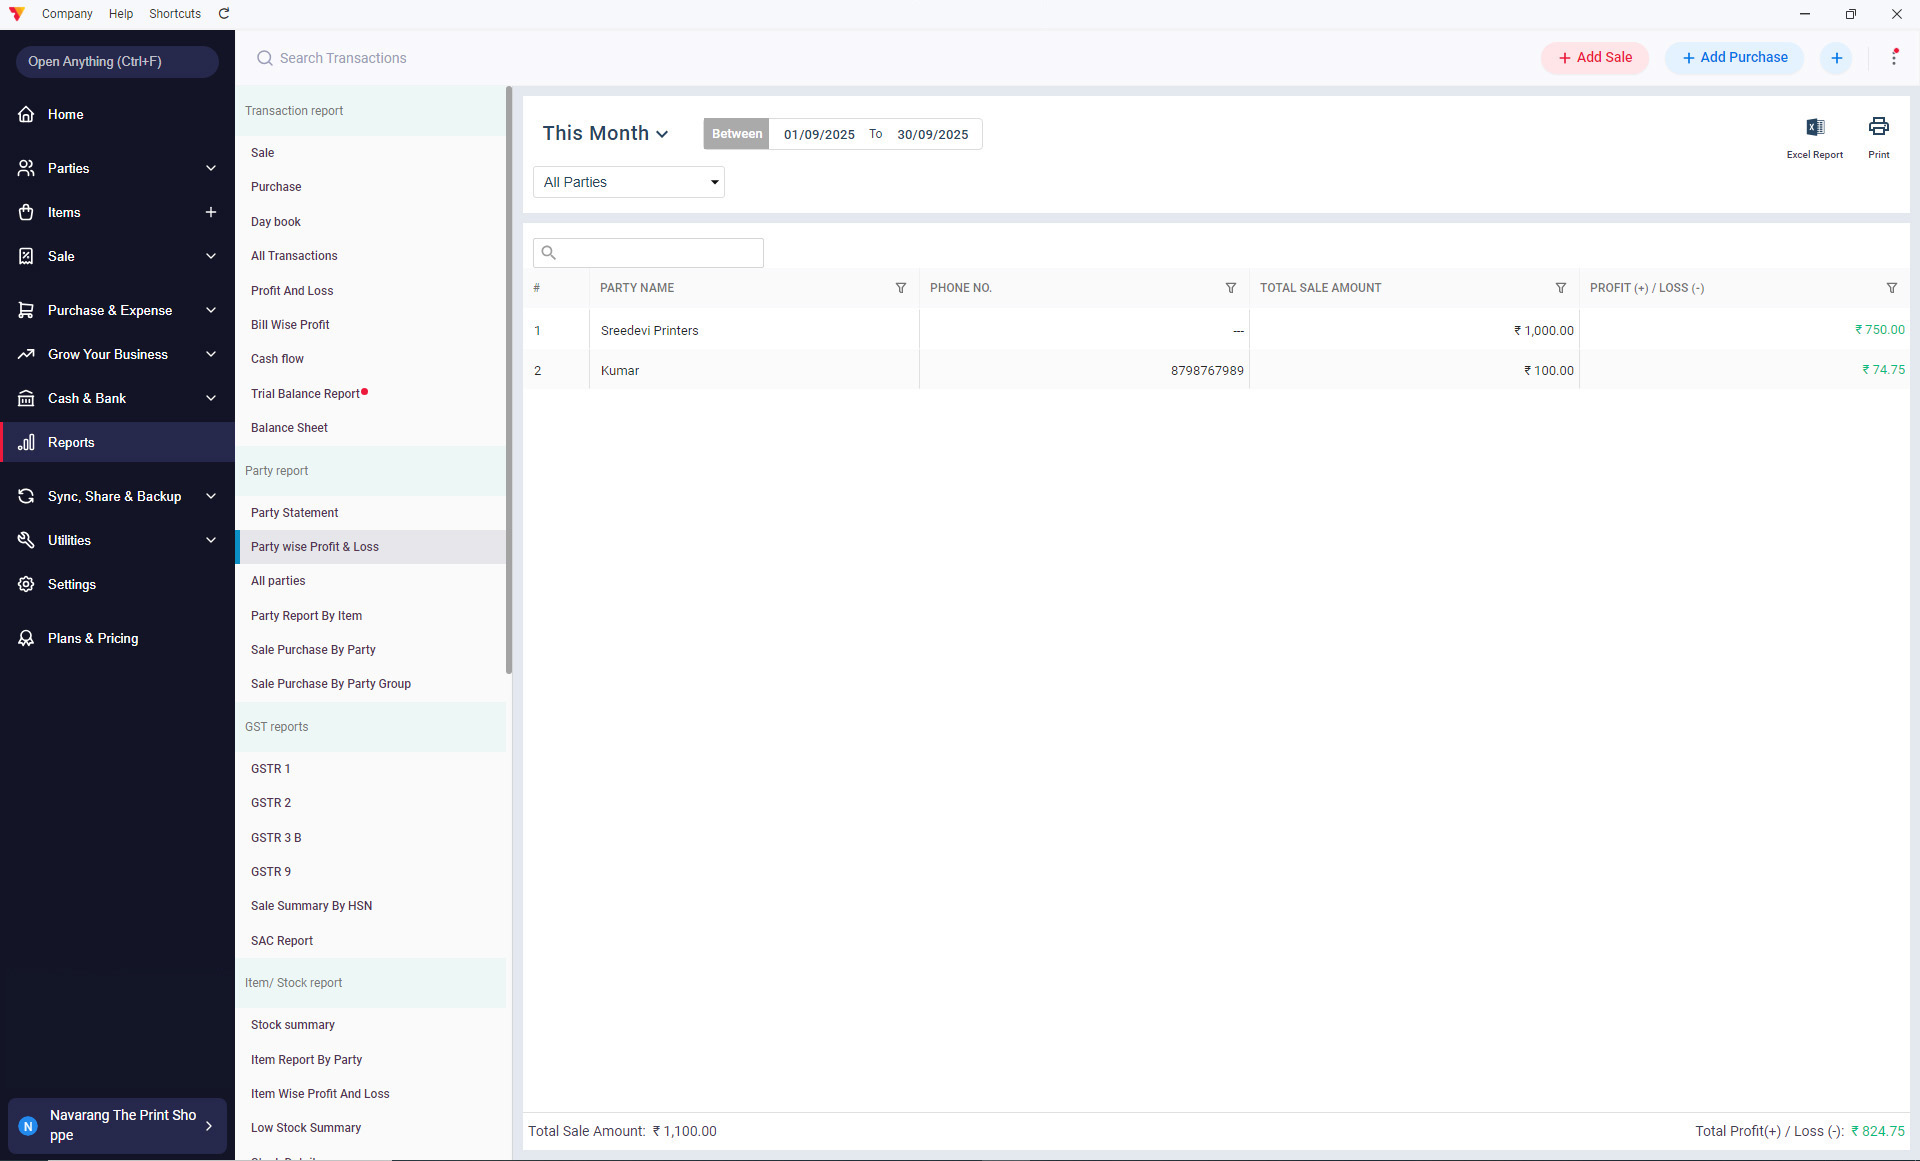 Company Help Shortcuts
Open Anything (Ctrl+F)
Home
Parties
Items
Sale
Purchase & Expense
Grow Your Business
Cash & Bank
Reports
Sync, Share & Backup
Utilities
Settings
Plans & Pricing
N
Navarang The Print Sho
ppe
Search Transactions
+ Add Sale
+ Add Purchase
+
Transaction report
Sale
Purchase
Day book
All Transactions
Profit And Loss
Bill Wise Profit
Cash flow
Trial Balance Report
Balance Sheet
Party report
Party Statement
Party wise Profit & Loss
All parties
Party Report By Item
Sale Purchase By Party
Sale Purchase By Party Group
GST reports
GSTR 1
GSTR 2
GSTR 3 B
GSTR 9
Sale Summary By HSN
SAC Report
Item/ Stock report
Stock summary
Item Report By Party
Item Wise Profit And Loss
Low Stock Summary
This Month
Between 01/09/2025 To 30/09/2025
Excel Report
Print
All Parties
# PARTY NAME PHONE NO. TOTAL SALE AMOUNT PROFIT (+) / LOSS (-)
1 Sreedevi Printers --- ₹ 1,000.00 ₹ 750.00
2 Kumar 8798767989 ₹ 100.00 ₹ 74.75
Total Sale Amount: ₹ 1,100.00
Total Profit(+) / Loss (-): ₹ 824.75